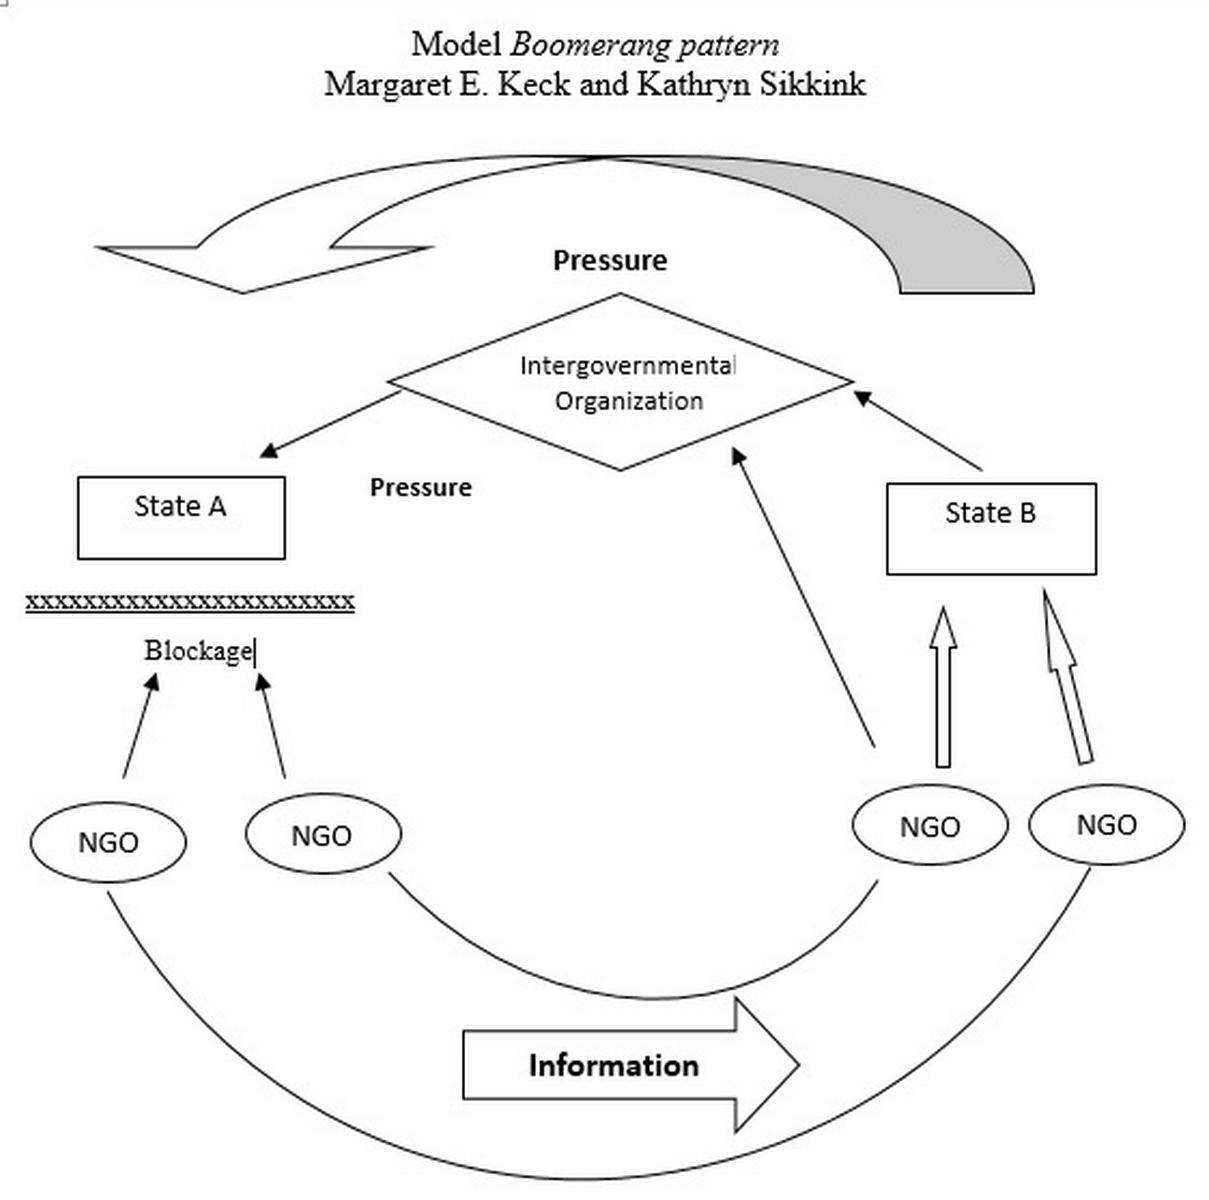 Model Boomerang pattern
Margaret E. Keck and Kathryn Sikkink
Pressure
Intergovernmental
Organization
Pressure
State A
State B
xxxxxxxxxxxxxxxxxxxxxxx
Blockage
NGO
NGO
NGO
NGO
Information